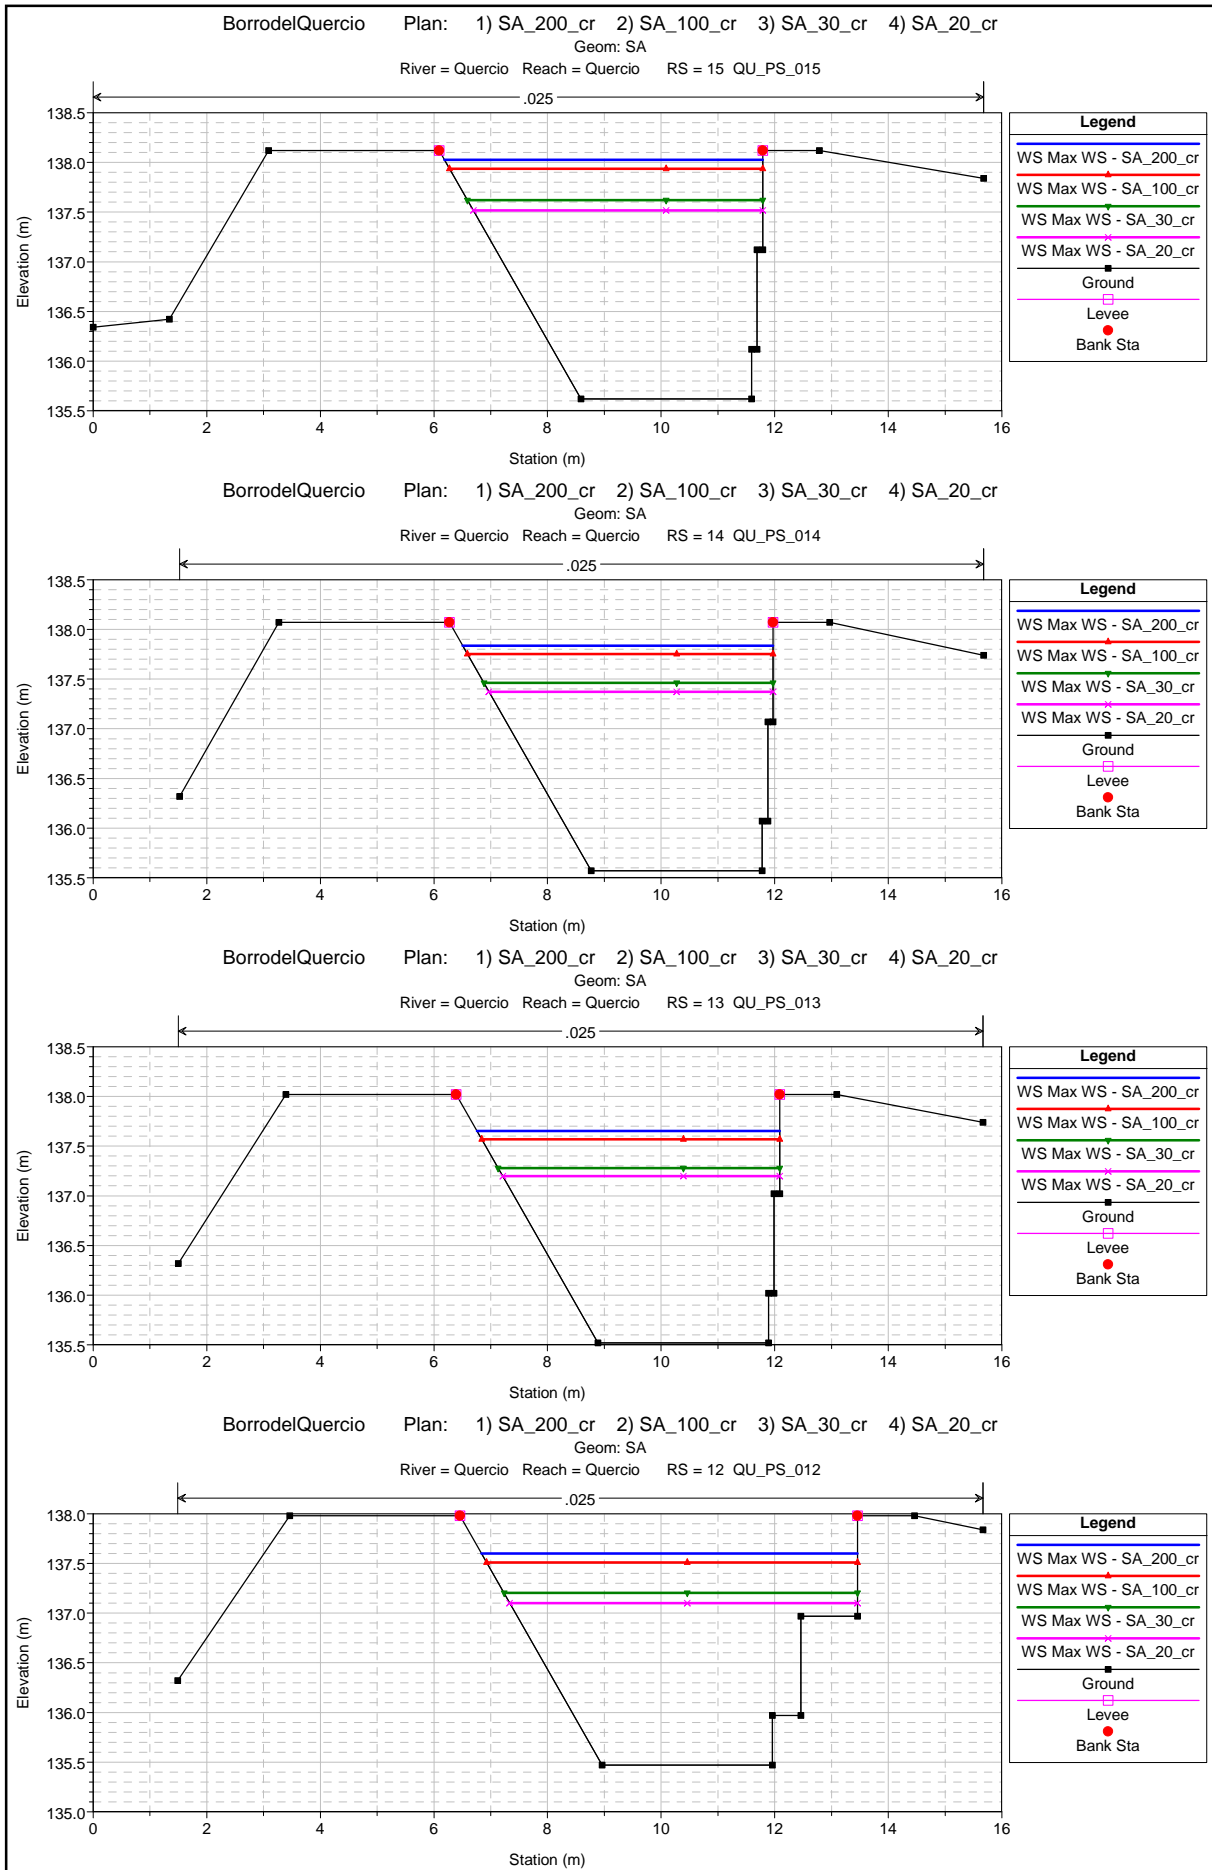 BorrodelQuercio Plan: 1) SA_200_cr 2) SA_100_cr 3) SA_30_cr 4) SA_20_cr
Geom: SA
River = Quercio Reach = Quercio RS = 15 QU_PS_015
.025
138.5
138.0
137.5
137.0
136.5
136.0
135.5
Elevation (m)
0 2 4 6 8 10 12 14 16
Station (m)
Legend
WS Max WS - SA_200_cr
WS Max WS - SA_100_cr
WS Max WS - SA_30_cr
WS Max WS - SA_20_cr
Ground
Levee
Bank Sta
BorrodelQuercio Plan: 1) SA_200_cr 2) SA_100_cr 3) SA_30_cr 4) SA_20_cr
Geom: SA
River = Quercio Reach = Quercio RS = 14 QU_PS_014
.025
138.5
138.0
137.5
137.0
136.5
136.0
135.5
Elevation (m)
0 2 4 6 8 10 12 14 16
Station (m)
Legend
WS Max WS - SA_200_cr
WS Max WS - SA_100_cr
WS Max WS - SA_30_cr
WS Max WS - SA_20_cr
Ground
Levee
Bank Sta
BorrodelQuercio Plan: 1) SA_200_cr 2) SA_100_cr 3) SA_30_cr 4) SA_20_cr
Geom: SA
River = Quercio Reach = Quercio RS = 13 QU_PS_013
.025
138.5
138.0
137.5
137.0
136.5
136.0
135.5
Elevation (m)
0 2 4 6 8 10 12 14 16
Station (m)
Legend
WS Max WS - SA_200_cr
WS Max WS - SA_100_cr
WS Max WS - SA_30_cr
WS Max WS - SA_20_cr
Ground
Levee
Bank Sta
BorrodelQuercio Plan: 1) SA_200_cr 2) SA_100_cr 3) SA_30_cr 4) SA_20_cr
Geom: SA
River = Quercio Reach = Quercio RS = 12 QU_PS_012
.025
138.0
137.5
137.0
136.5
136.0
135.5
135.0
Elevation (m)
0 2 4 6 8 10 12 14 16
Station (m)
Legend
WS Max WS - SA_200_cr
WS Max WS - SA_100_cr
WS Max WS - SA_30_cr
WS Max WS - SA_20_cr
Ground
Levee
Bank Sta